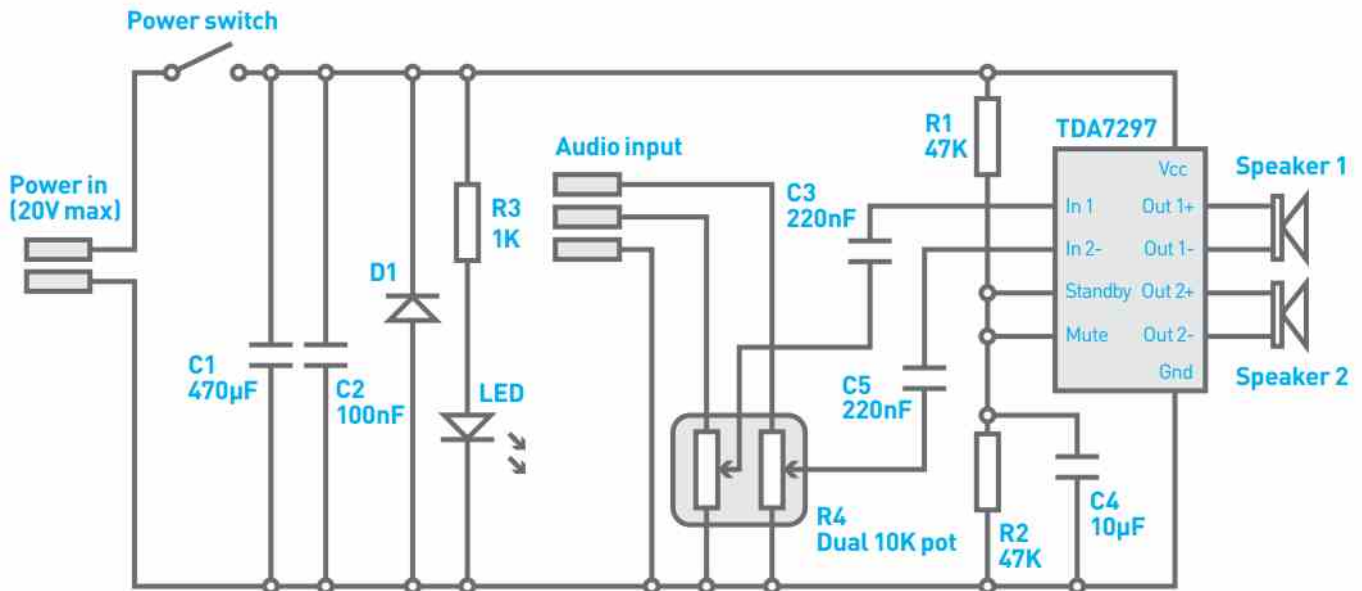 Power switch
Power in
(20V max)
C1
470µF
C2
100nF
D1
R3
1K
LED
Audio input
C3
220nF
C5
220nF
R4
Dual 10K pot
R1
47K
R2
47K
C4
10µF
TDA7297
Vcc
In 1
Out 1+
In 2-
Out 1-
Standby
Out 2+
Mute
Out 2-
Gnd
Speaker 1
Speaker 2